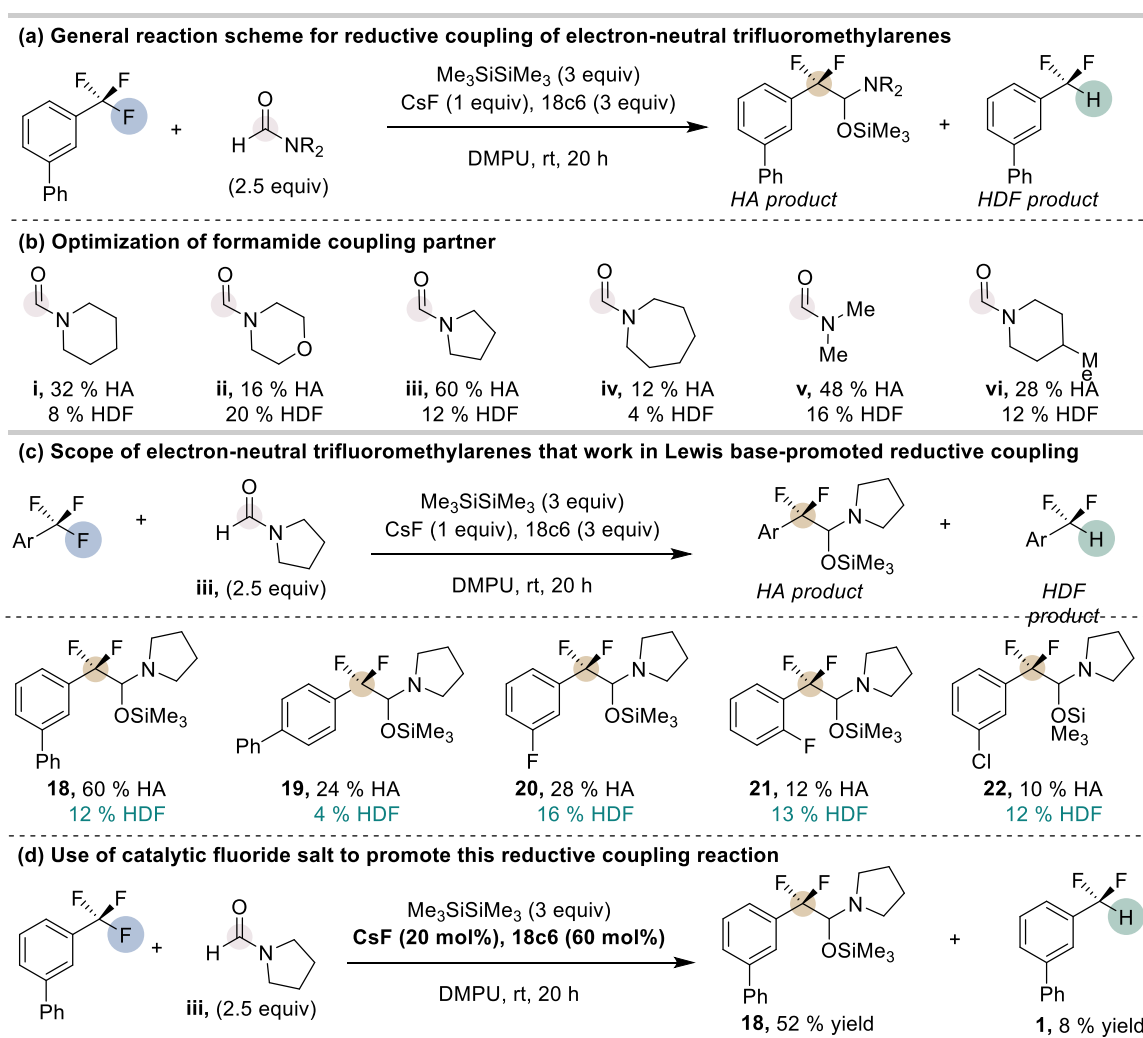 (a) General reaction scheme for reductive coupling of electron-neutral trifluoromethylarenes
F F
F
Ph
+
O
H NR2
(2.5 equiv)
Me3SiSiMe3 (3 equiv)
CsF (1 equiv), 18c6 (3 equiv)
DMPU, rt, 20 h
F F
NR2
OSiMe3
Ph
HA product
+
F F
H
Ph
HDF product
(b) Optimization of formamide coupling partner
O
N
i, 32 % HA
8 % HDF
O
N
O
ii, 16 % HA
20 % HDF
O
N
iii, 60 % HA
12 % HDF
O
N
iv, 12 % HA
4 % HDF
O
N Me
Me
v, 48 % HA
16 % HDF
O
N
M
e
vi, 28 % HA
12 % HDF
(c) Scope of electron-neutral trifluoromethylarenes that work in Lewis base-promoted reductive coupling
F F
Ar F
+
O
H N
iii, (2.5 equiv)
Me3SiSiMe3 (3 equiv)
CsF (1 equiv), 18c6 (3 equiv)
DMPU, rt, 20 h
F F
Ar N
OSiMe3
HA product
+
F F
Ar H
HDF
product
F F
N
OSiMe3
Ph
18, 60 % HA
12 % HDF
F F
N
OSiMe3
Ph
19, 24 % HA
4 % HDF
F F
N
OSiMe3
F
20, 28 % HA
16 % HDF
F F
N
OSiMe3
F
21, 12 % HA
13 % HDF
F F
N
OSi
Me3
Cl
22, 10 % HA
12 % HDF
(d) Use of catalytic fluoride salt to promote this reductive coupling reaction
F F
F
Ph
+
O
H N
iii, (2.5 equiv)
Me3SiSiMe3 (3 equiv)
CsF (20 mol%), 18c6 (60 mol%)
DMPU, rt, 20 h
F F
N
OSiMe3
Ph
18, 52 % yield
+
F F
H
Ph
1, 8 % yield